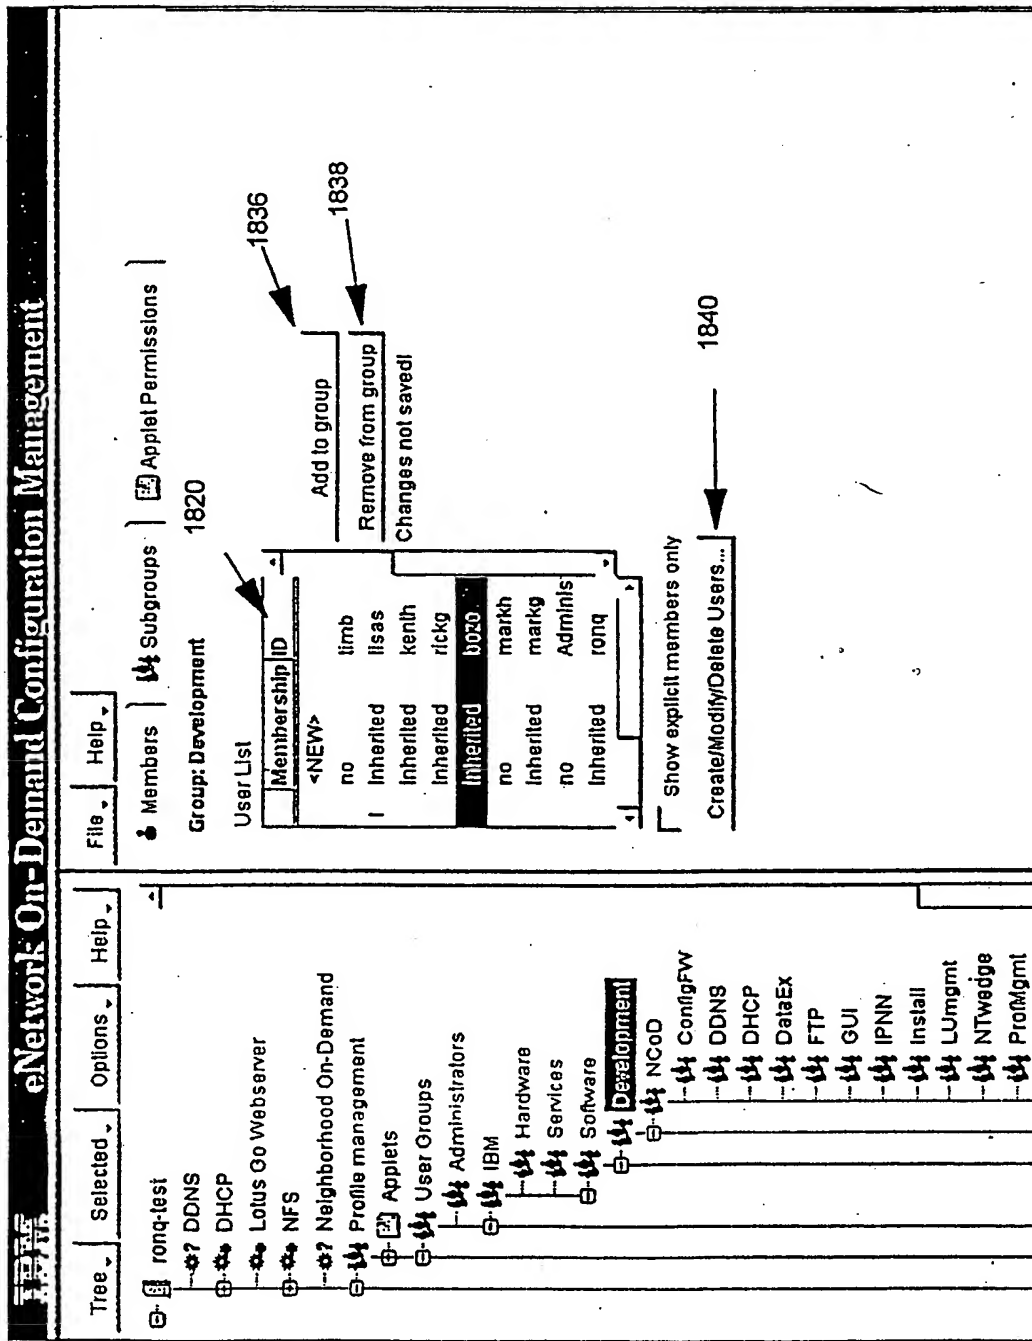 IBM eNetwork On-Demand Configuration Management
Tree Selected Options Help
ronq-test
? DDNS
DHCP
Lotus Go Webserver
NFS
? Neighborhood On-Demand
Profile management
Applets
User Groups
Administrators
IBM
Hardware
Services
Software
Development
NCoD
ConfigFW
DDNS
DHCP
DataEx
FTP
GUI
IPNN
Install
LUmgmt
NTwedge
ProfMgmt
File Help
Members Subgroups Applet Permissions
Group: Development
1820
User List
Membership ID
<NEW>
no timb
Inherited lisas
Inherited kenth
Inherited rickg
Inherited bozo
no markh
Inherited markg
no Adminis
Inherited ronq
Add to group
1836
Remove from group
1838
Changes not saved!
Show explicit members only
Create/Modify/Delete Users...
1840